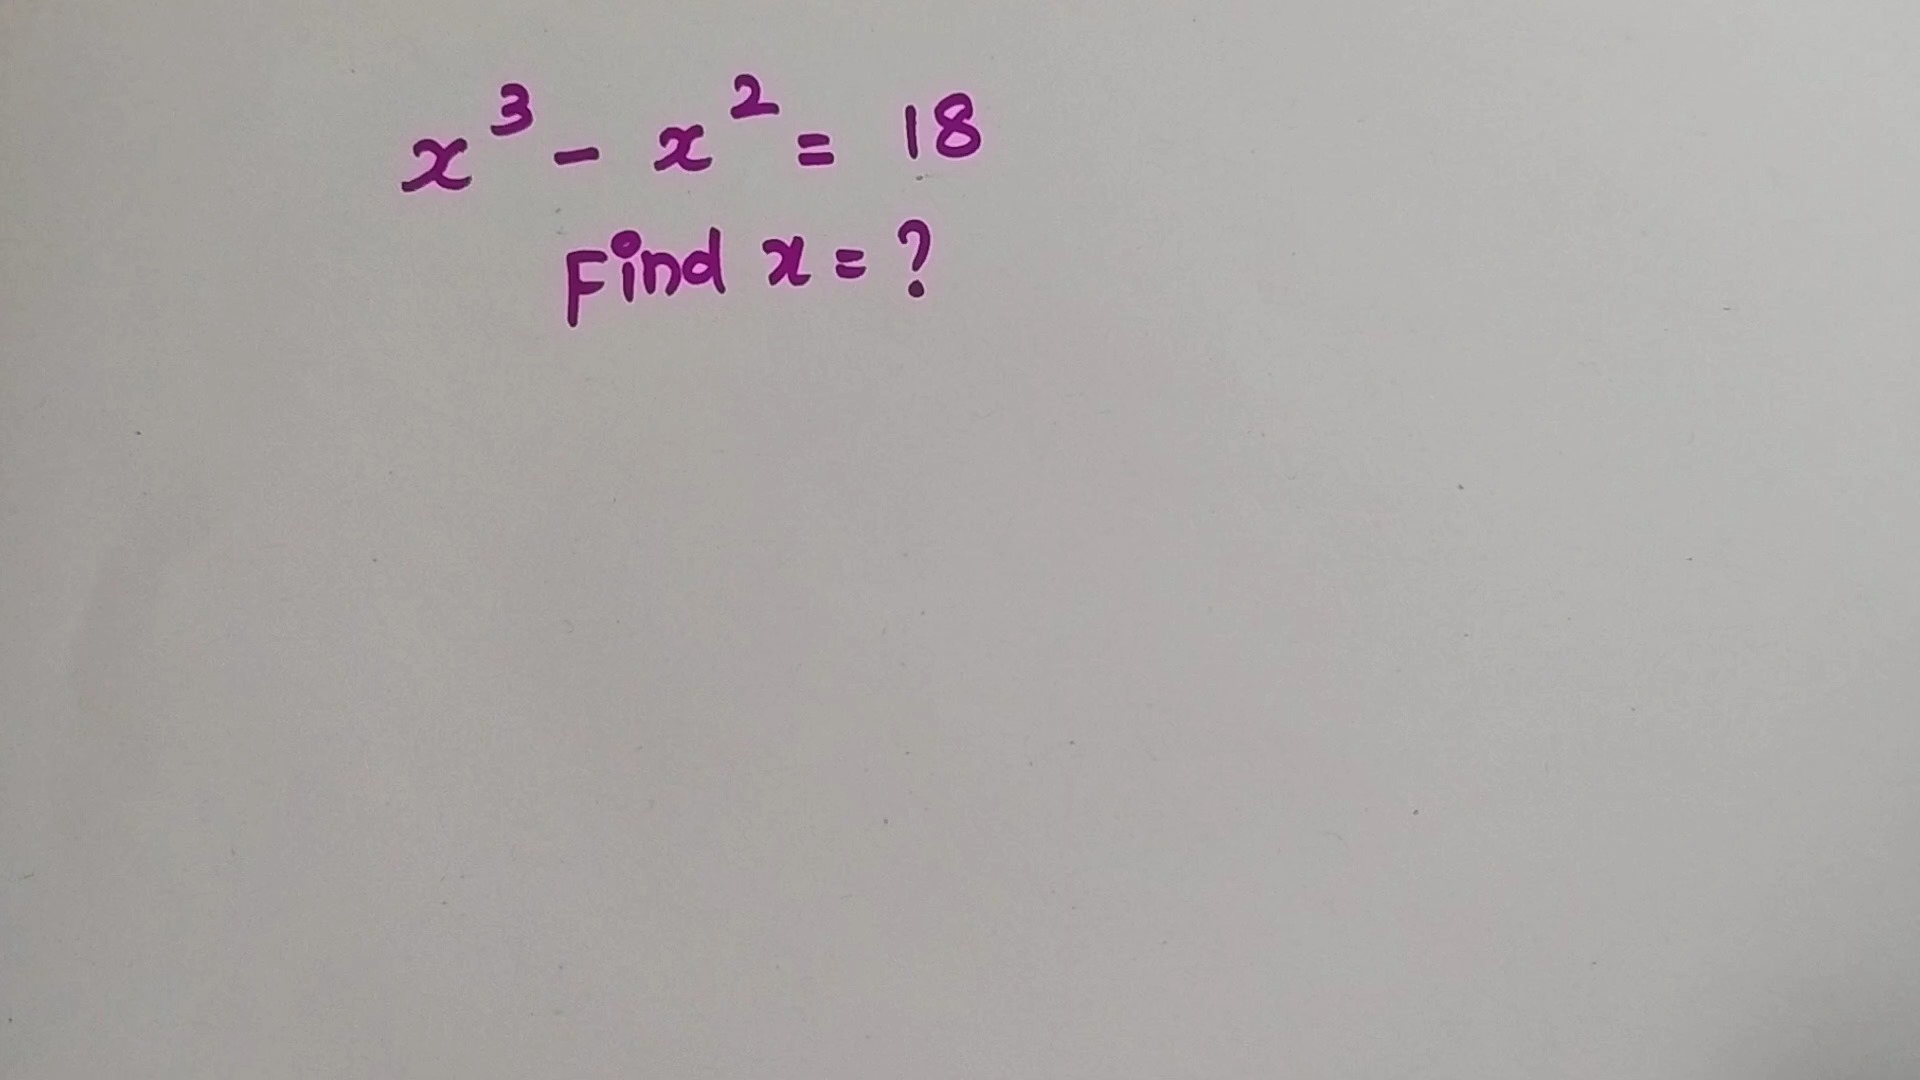 x³ - x² = 18
Find x = ?